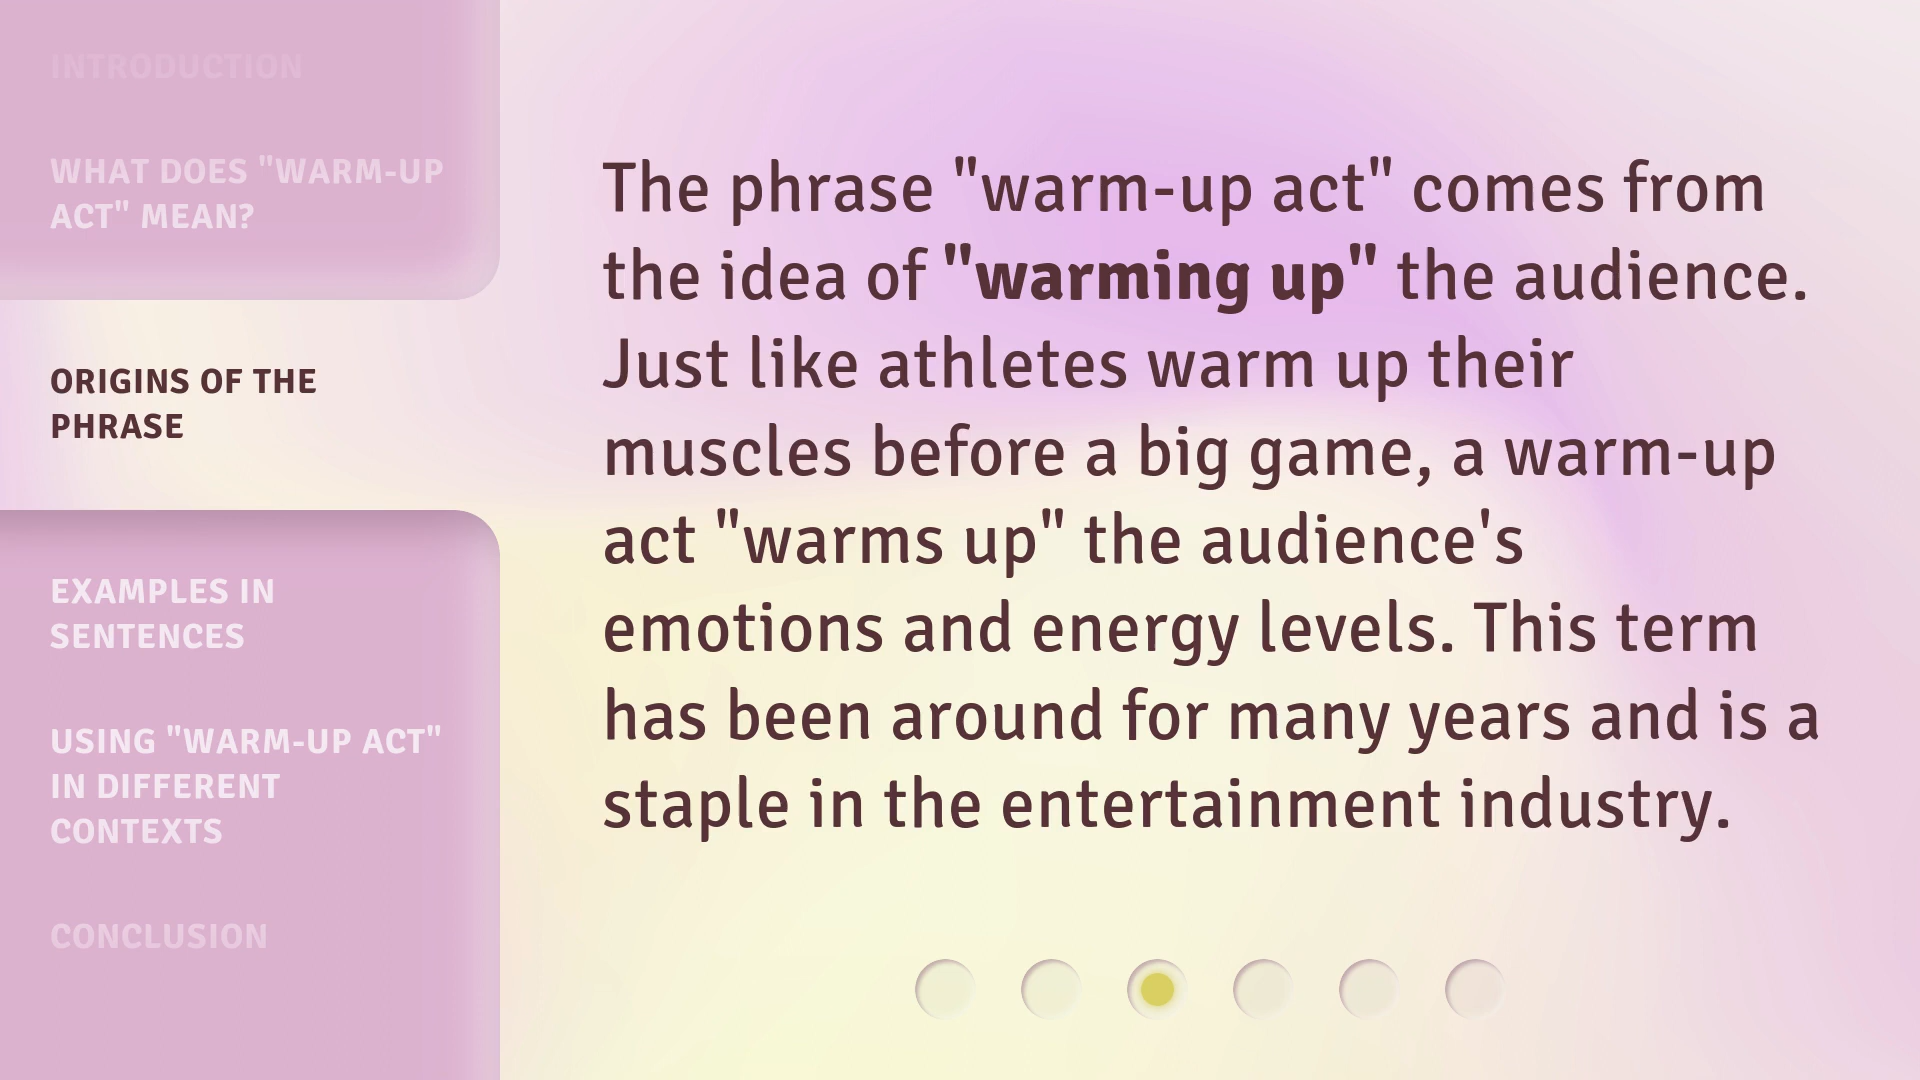 INTRODUCTION
WHAT DOES "WARM-UP
ACT" MEAN?
ORIGINS OF THE
PHRASE
EXAMPLES IN
SENTENCES
USING "WARM-UP ACT"
IN DIFFERENT
CONTEXTS
CONCLUSION
The phrase "warm-up act" comes from
the idea of "warming up" the audience.
Just like athletes warm up their
muscles before a big game, a warm-up
act "warms up" the audience's
emotions and energy levels. This term
has been around for many years and is a
staple in the entertainment industry.